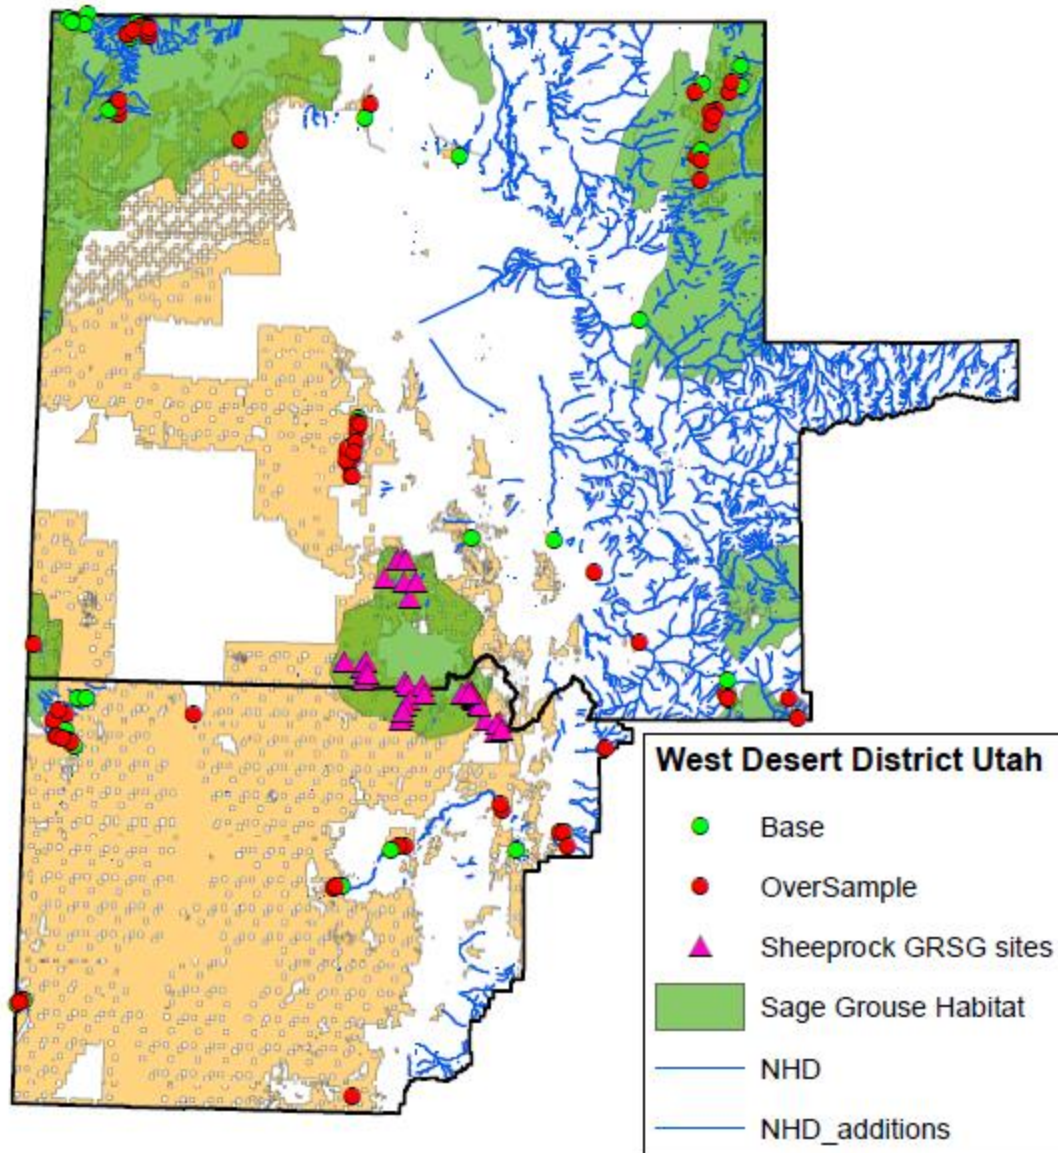 West Desert District Utah
Base
OverSample
Sheeprock GRSG sites
Sage Grouse Habitat
NHD
NHD_additions